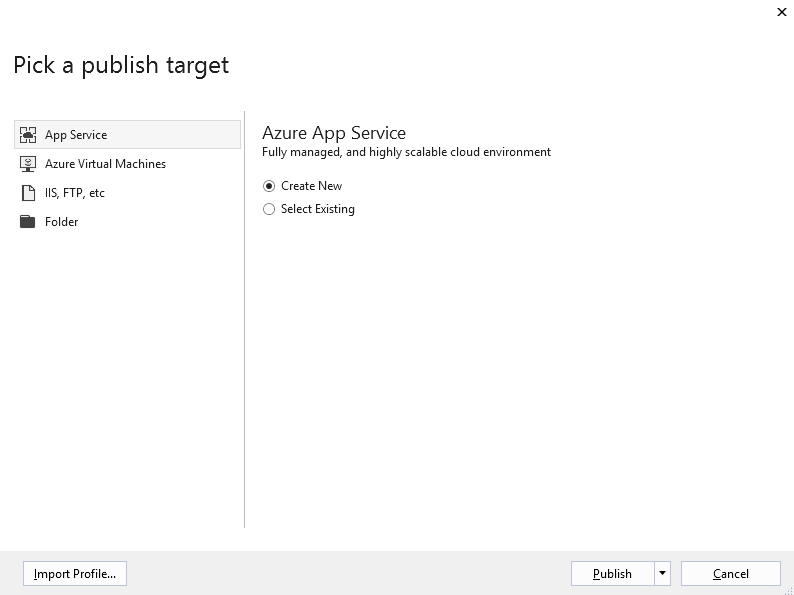 Pick a publish target
App Service
Azure Virtual Machines
IIS, FTP, etc
Folder
Azure App Service
Fully managed, and highly scalable cloud environment
Create New
Select Existing
Import Profile...
Publish
Cancel